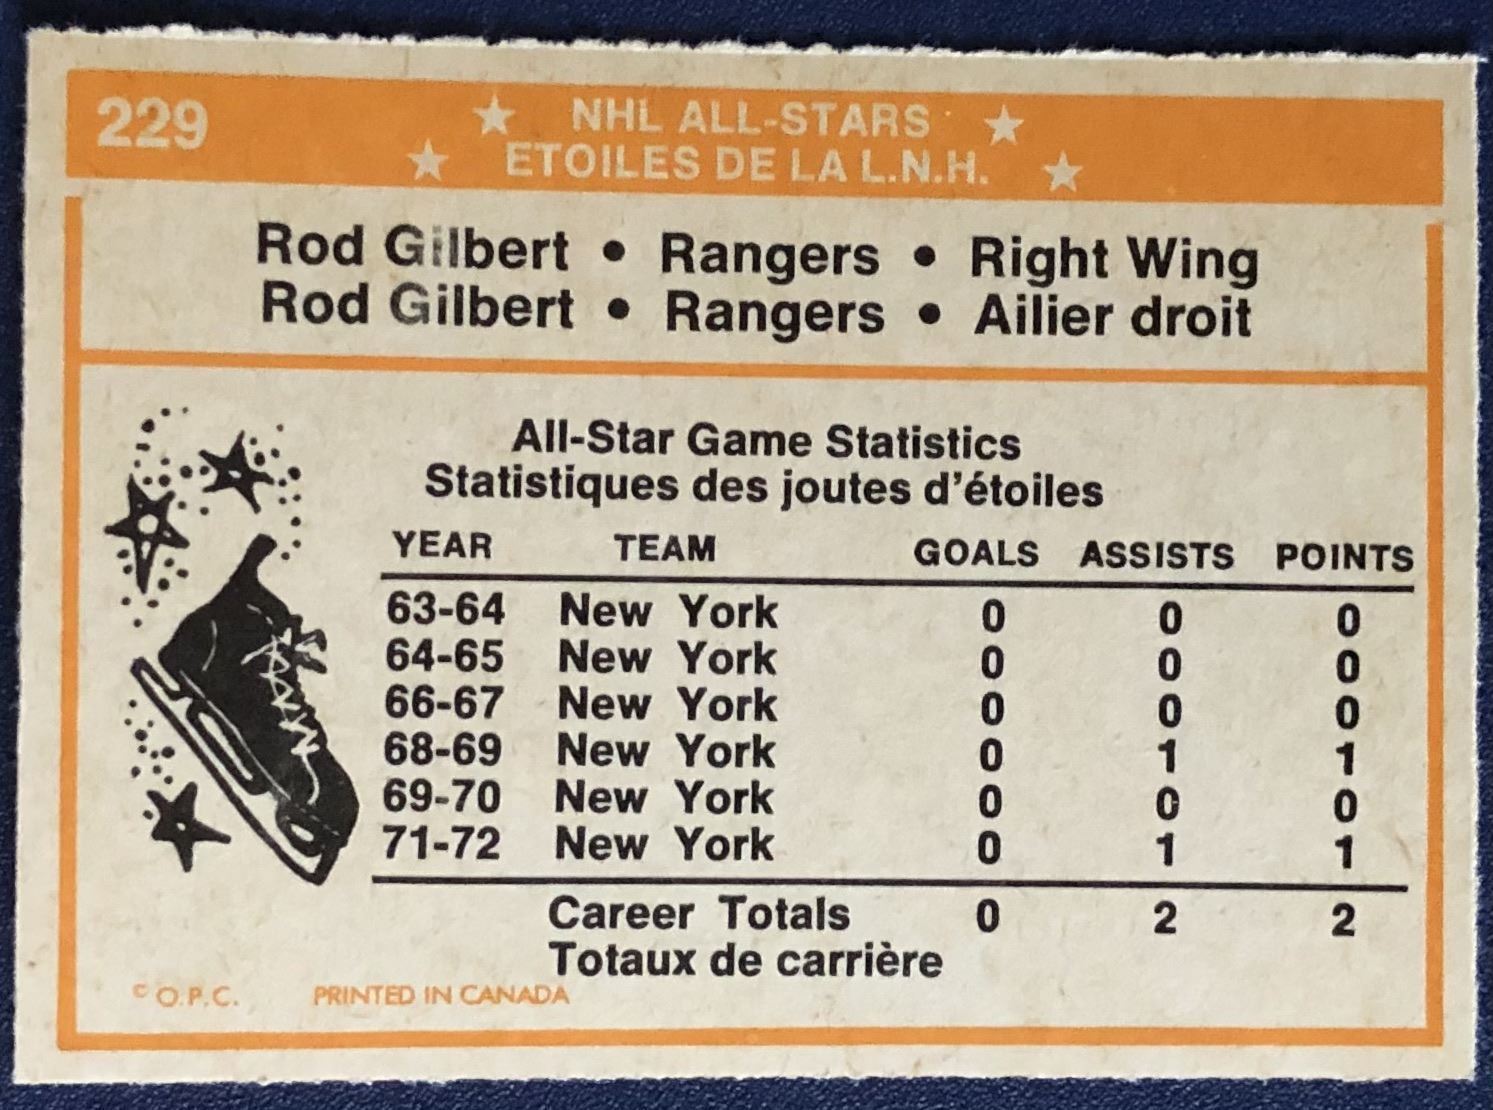 229
NHL ALL-STARS
ETOILES DE LA L.N.H.
Rod Gilbert • Rangers • Right Wing
Rod Gilbert • Rangers • Ailier droit
All-Star Game Statistics
Statistiques des joutes d'étoiles
YEAR TEAM GOALS ASSISTS POINTS
63-64 New York 0 0 0
64-65 New York 0 0 0
66-67 New York 0 0 0
68-69 New York 0 1 1
69-70 New York 0 0 0
71-72 New York 0 1 1
Career Totals 0 2 2
Totaux de carrière
© O.P.C. PRINTED IN CANADA